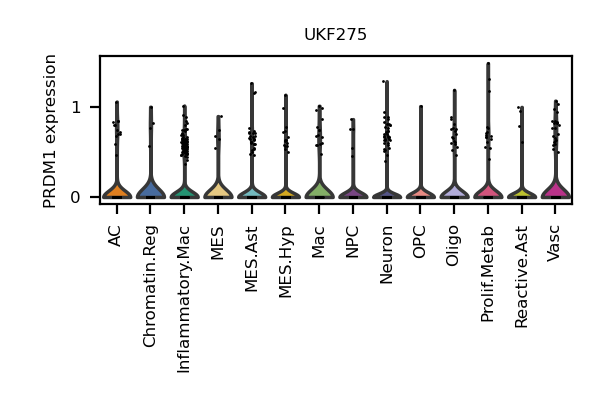 UKF275
PRDM1 expression
1
0
AC
Chromatin.Reg
Inflammatory.Mac
MES
MES.Ast
MES.Hyp
Mac
NPC
Neuron
OPC
Oligo
Prolif.Metab
Reactive.Ast
Vasc